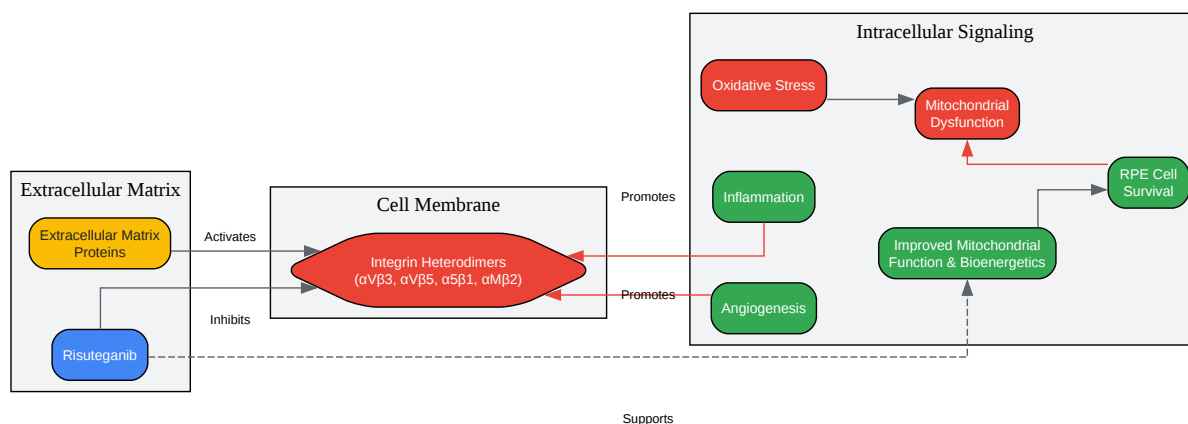 Intracellular Signaling
Oxidative Stress
Mitochondrial
Dysfunction
Extracellular Matrix
Extracellular Matrix
Proteins
Risuteganib
Activates
Inhibits
Cell Membrane
Integrin Heterodimers
(αVβ3, αVβ5, α5β1, αMβ2)
Promotes
Promotes
Inflammation
Angiogenesis
RPE Cell
Survival
Improved Mitochondrial
Function & Bioenergetics
Supports